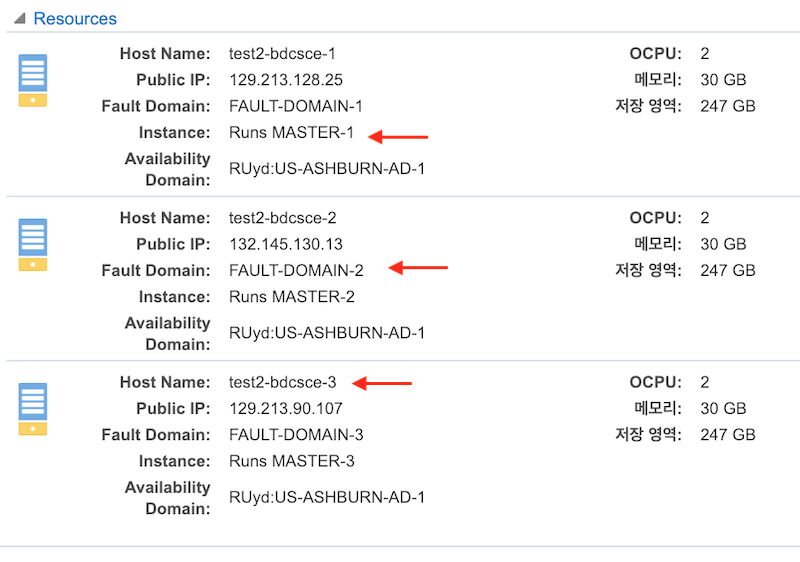 Resources
Host Name: test2-bdcsce-1 OCPU: 2
Public IP: 129.213.128.25 메모리: 30 GB
Fault Domain: FAULT-DOMAIN-1 저장 영역: 247 GB
Instance: Runs MASTER-1
Availability
Domain: RUyd:US-ASHBURN-AD-1
Host Name: test2-bdcsce-2 OCPU: 2
Public IP: 132.145.130.13 메모리: 30 GB
Fault Domain: FAULT-DOMAIN-2 저장 영역: 247 GB
Instance: Runs MASTER-2
Availability
Domain: RUyd:US-ASHBURN-AD-1
Host Name: test2-bdcsce-3 OCPU: 2
Public IP: 129.213.90.107 메모리: 30 GB
Fault Domain: FAULT-DOMAIN-3 저장 영역: 247 GB
Instance: Runs MASTER-3
Availability
Domain: RUyd:US-ASHBURN-AD-1